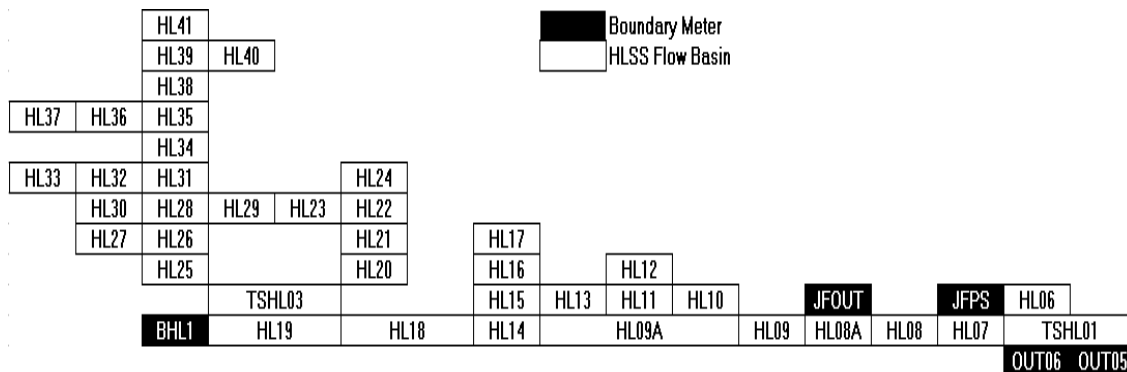 HL41 Boundary Meter
HL39 HL40 HLSS Flow Basin
HL38
HL37 HL36 HL35
HL34
HL33 HL32 HL31 HL24
HL30 HL28 HL29 HL23 HL22
HL27 HL26 HL21 HL17
HL25 HL20 HL16 HL12
TSHL03 HL15 HL13 HL11 HL10 JFOUT JFPS HL06
BHL1 HL19 HL18 HL14 HL09A HL09 HL08A HL08 HL07 TSHL01
OUT06 OUT05